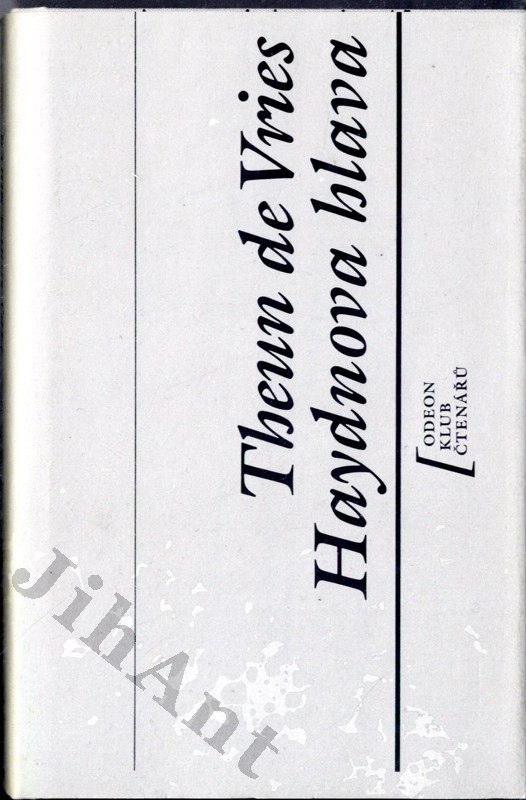 Theun de Vries
Haydnova hlava
ODEON
KLUB
ČTENÁŘŮ
JihAnt